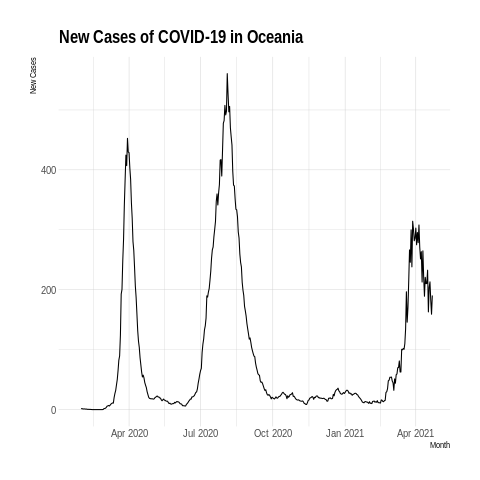 New Cases of COVID-19 in Oceania
New Cases
400
200
0
Apr 2020 Jul 2020 Oct 2020 Jan 2021 Apr 2021
Month